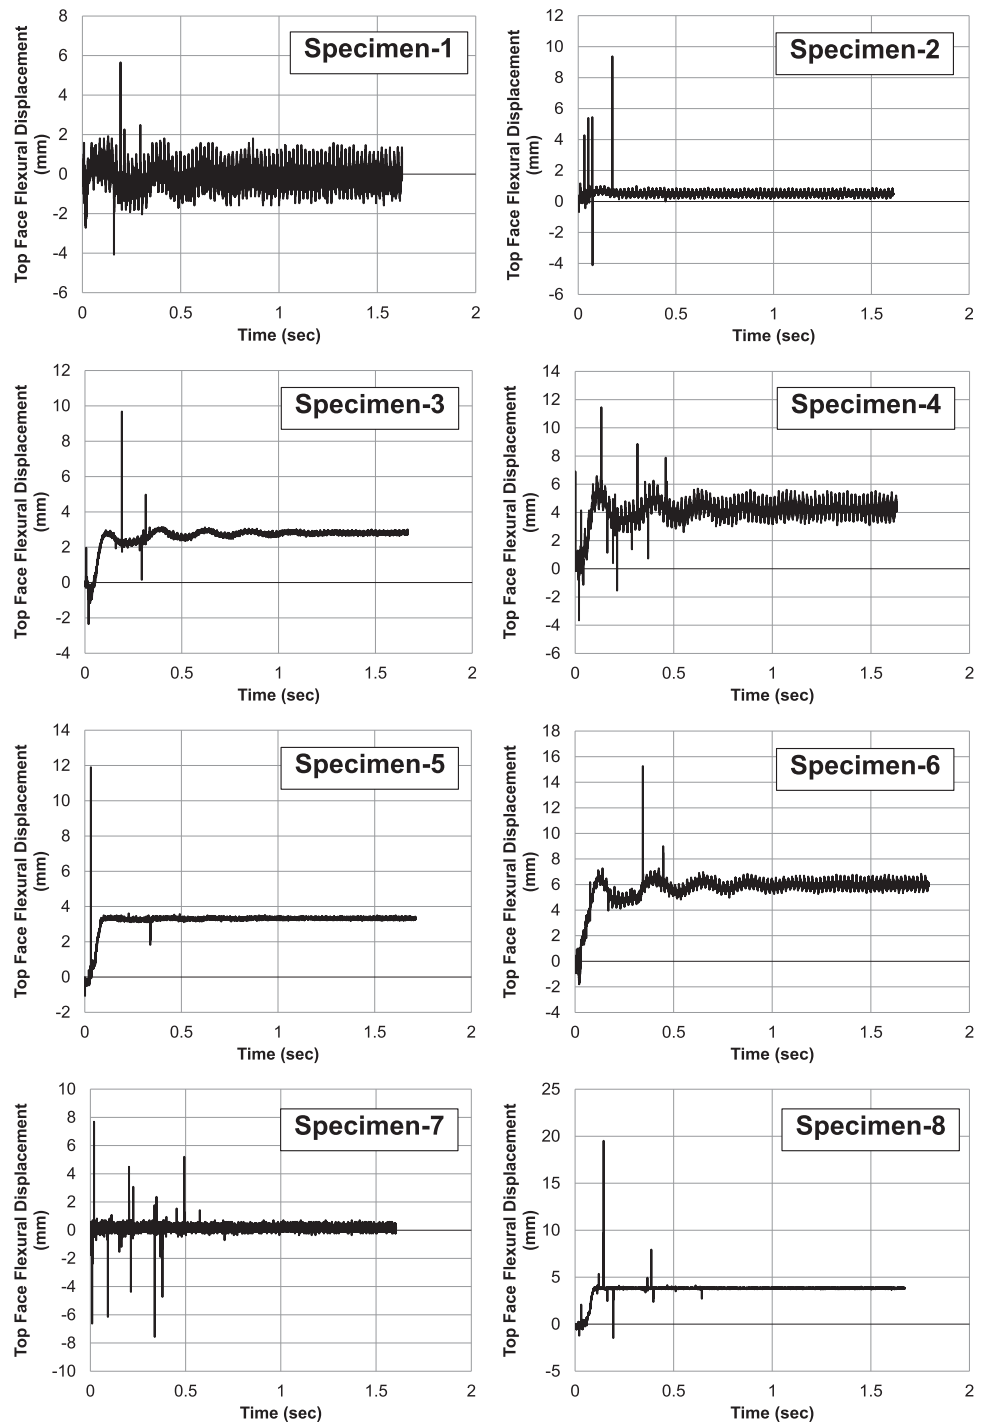 Top Face Flexural Displacement
(mm)
8
6
4
2
0
-2
-4
-6
Specimen-1
0 0.5 1 1.5 2
Time (sec)
Top Face Flexural Displacement
(mm)
12
10
8
6
4
2
0
-2
-4
-6
Specimen-2
0 0.5 1 1.5 2
Time (sec)
Top Face Flexural Displacement
(mm)
12
10
8
6
4
2
0
-2
-4
Specimen-3
0 0.5 1 1.5 2
Time (sec)
Top Face Flexural Displacement
(mm)
14
12
10
8
6
4
2
0
-2
-4
-6
Specimen-4
0 0.5 1 1.5 2
Time (sec)
Top Face Flexural Displacement
(mm)
14
12
10
8
6
4
2
0
-2
Specimen-5
0 0.5 1 1.5 2
Time (sec)
Top Face Flexural Displacement
(mm)
18
16
14
12
10
8
6
4
2
0
-2
-4
Specimen-6
0 0.5 1 1.5 2
Time (sec)
Top Face Flexural Displacement
(mm)
10
8
6
4
2
0
-2
-4
-6
-8
-10
Specimen-7
0 0.5 1 1.5 2
Time (sec)
Top Face Flexural Displacement
(mm)
25
20
15
10
5
0
-5
Specimen-8
0 0.5 1 1.5 2
Time (sec)